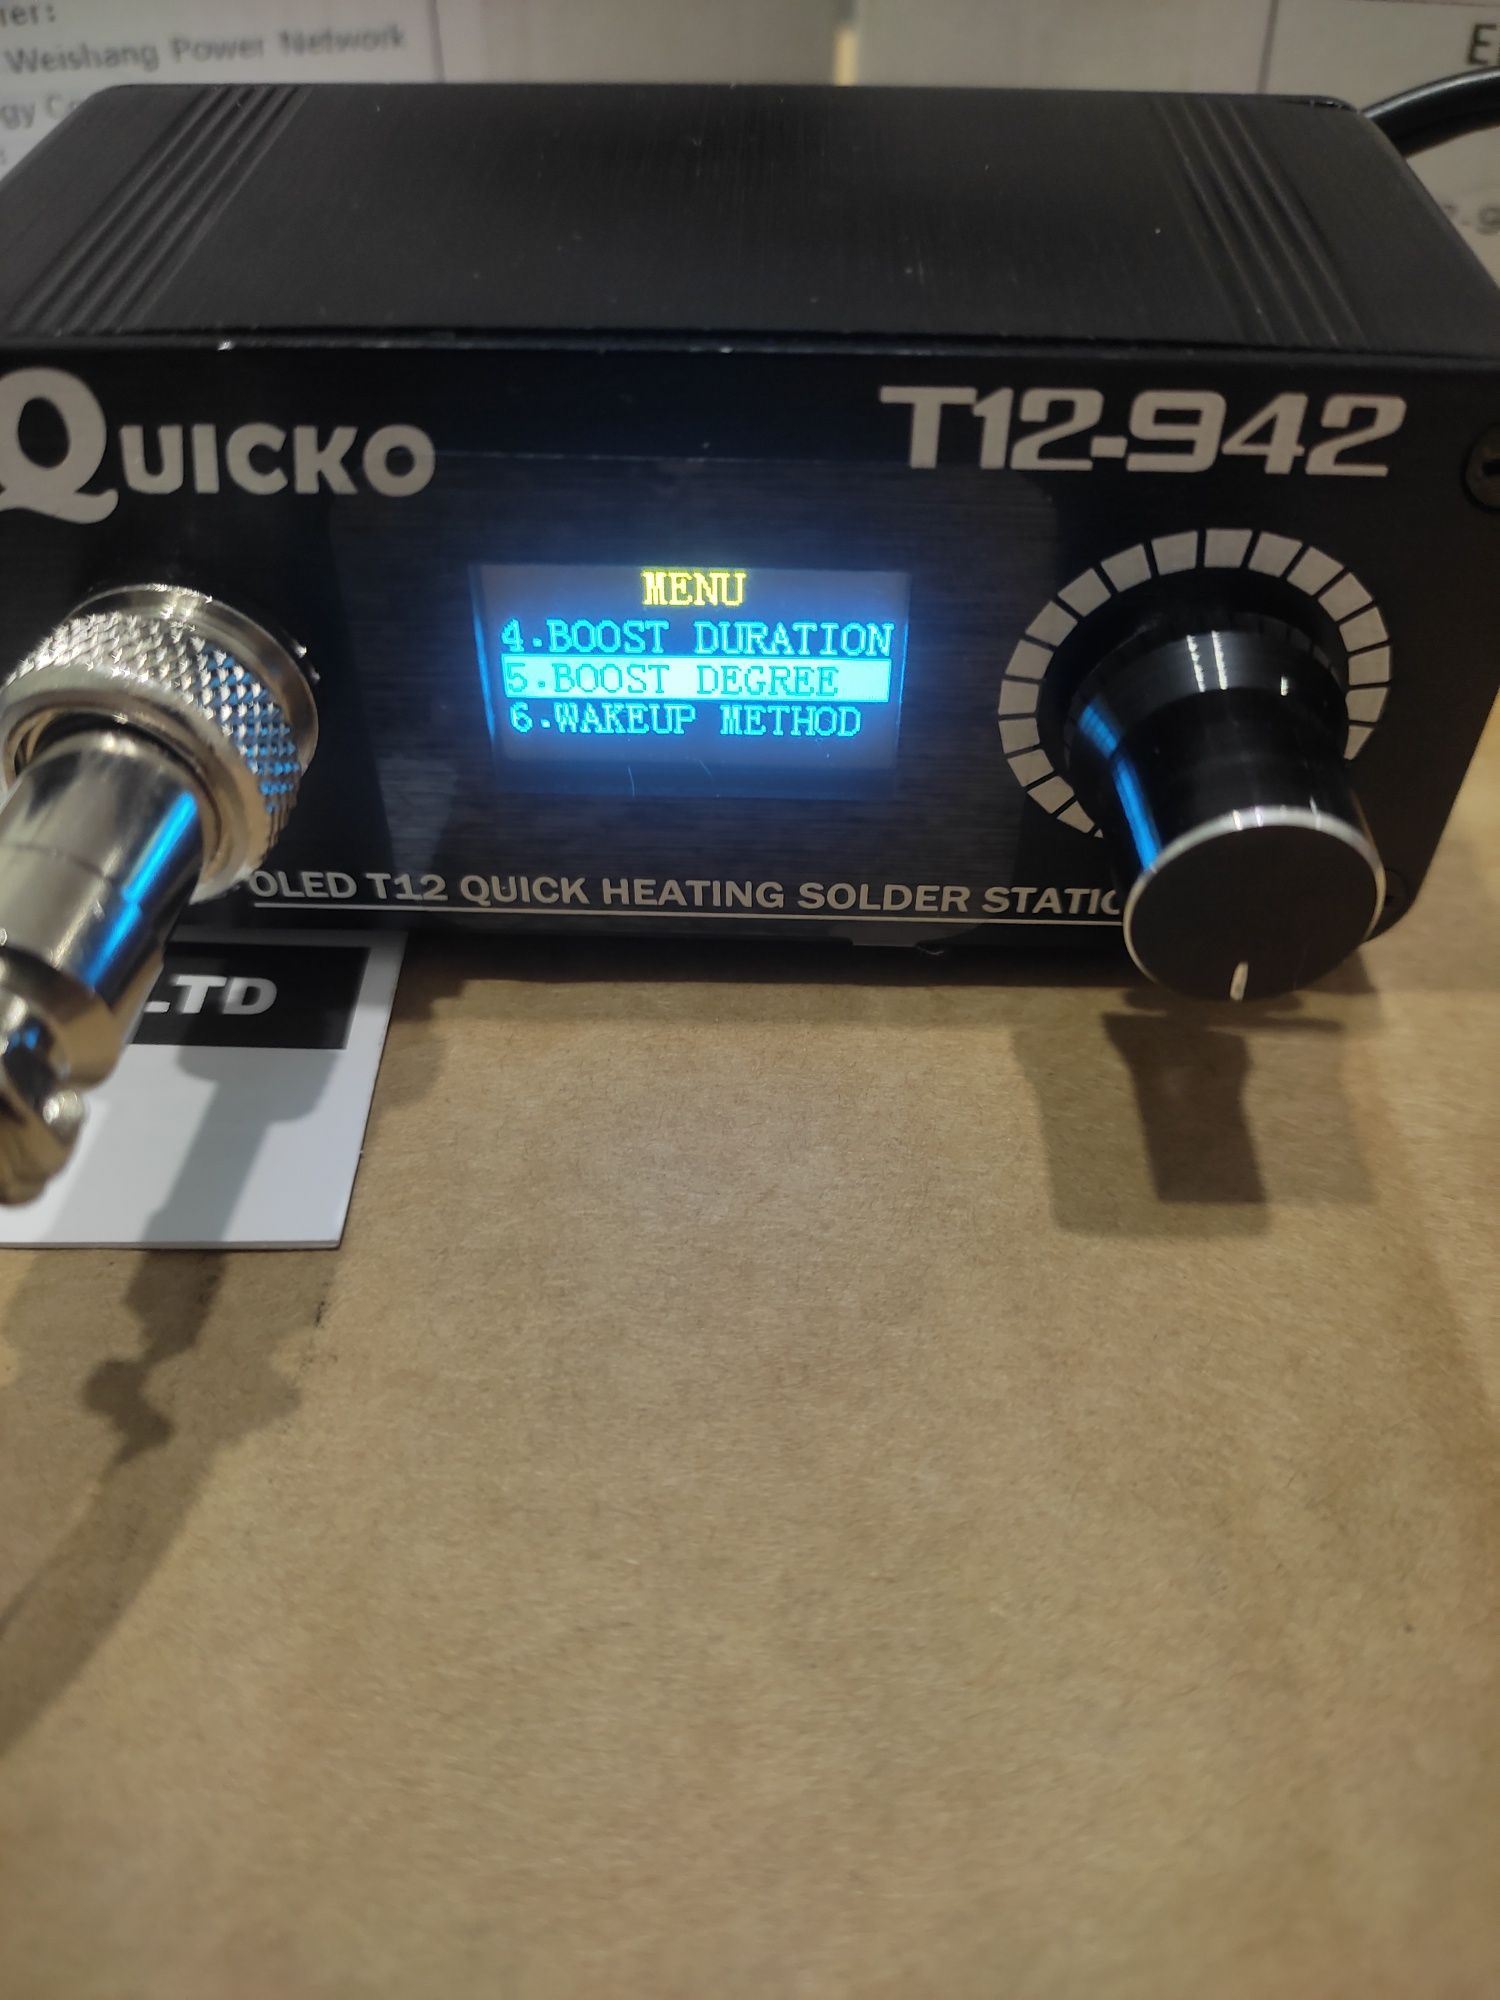 Weishang Power Network
QUICKO
T12-942
MENU
4.BOOST DURATION
5.BOOST DEGREE
6.WAKEUP METHOD
OLED T12 QUICK HEATING SOLDER STATIO
LTD